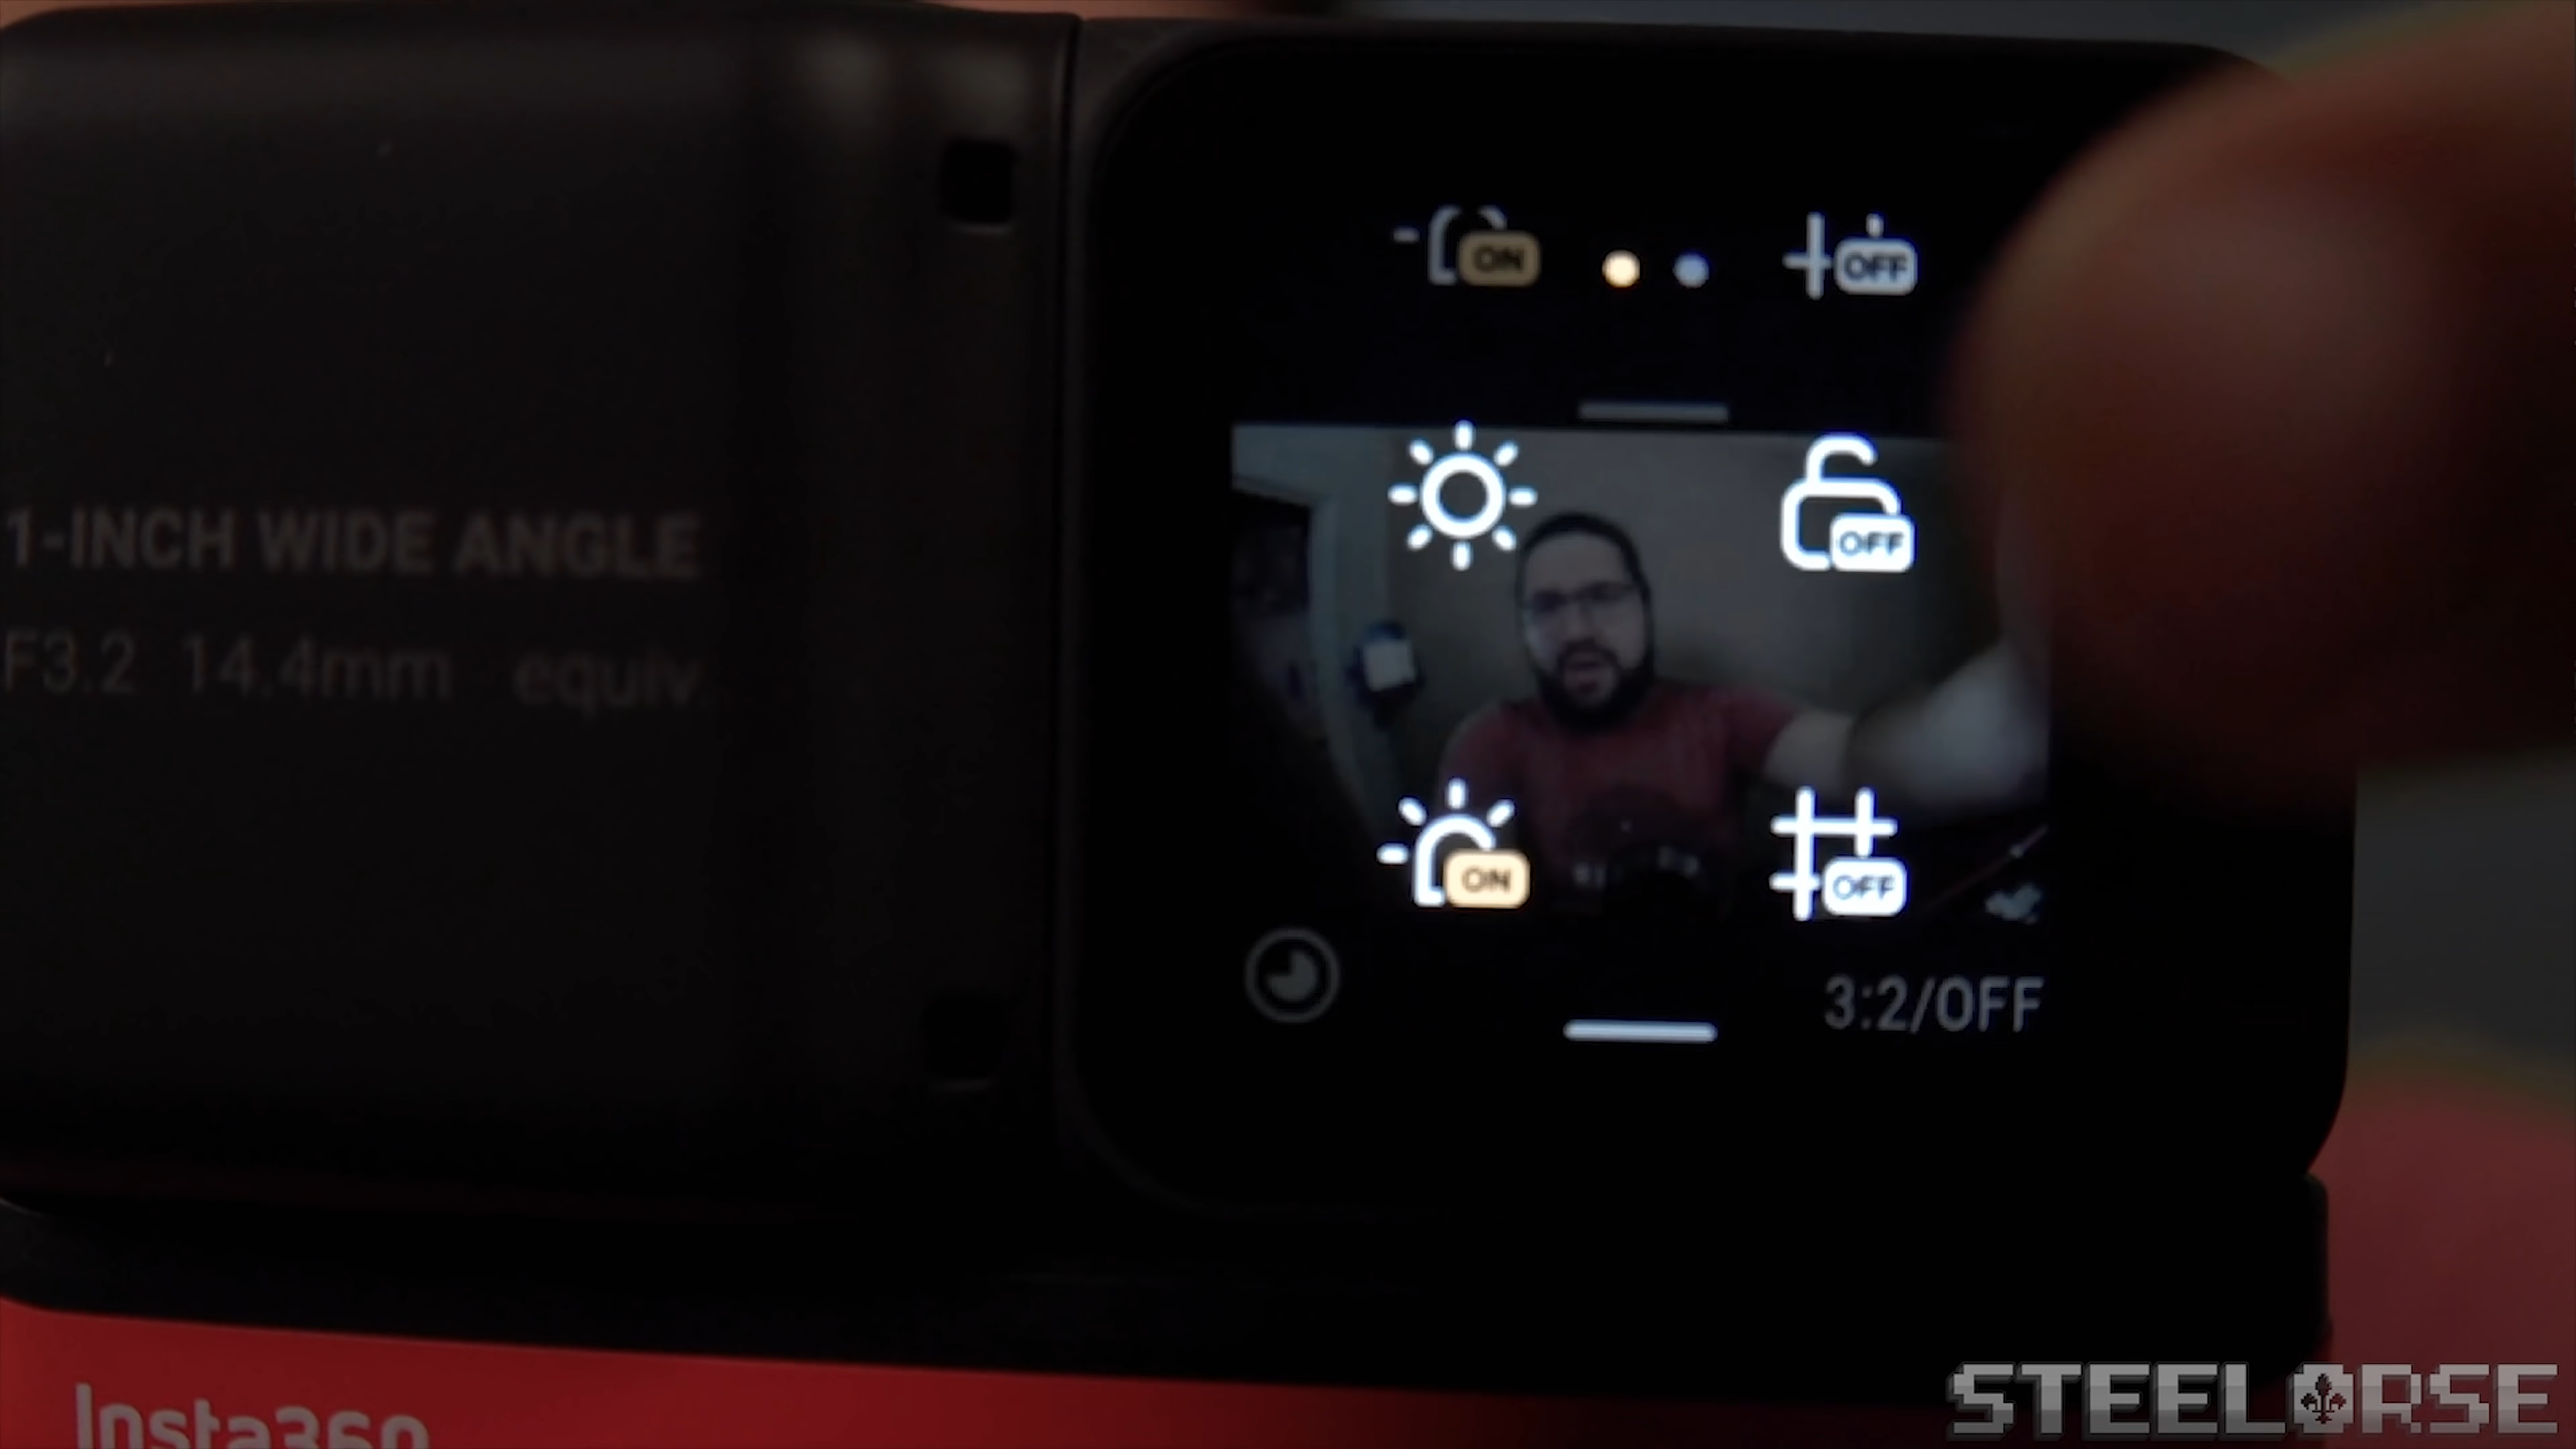 ON
OFF
OFF
1-INCH WIDE ANGLE
F3.2 14.4mm equiv.
ON
OFF
3:2/OFF
Insta360
STEELORSE